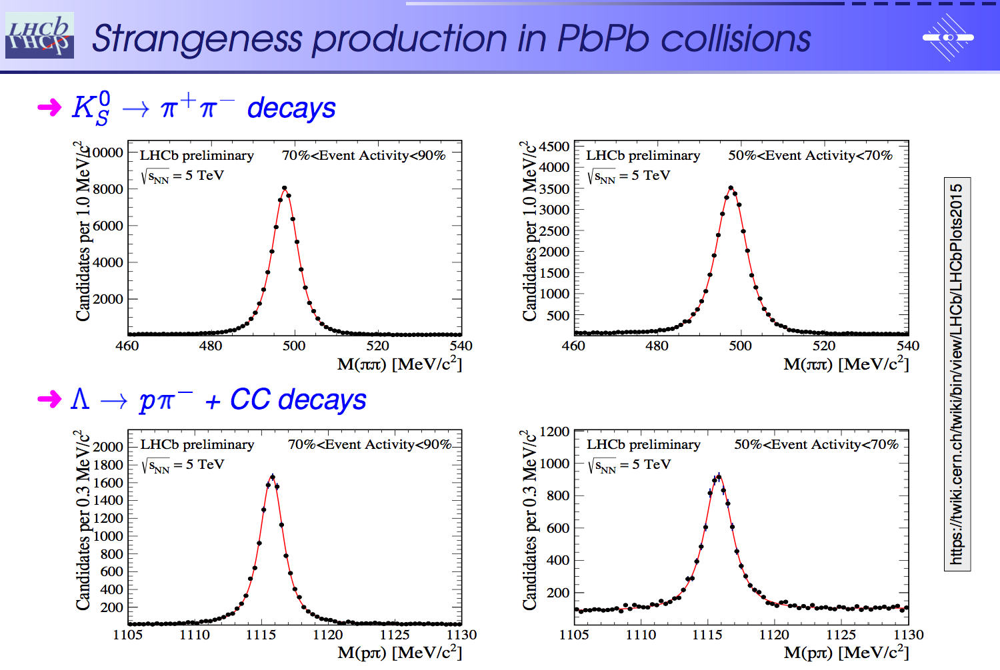 LHCb
Strangeness production in PbPb collisions
➜ K⁰_S → π⁺π⁻ decays
Candidates per 1.0 MeV/c²
10000
8000
6000
4000
2000
LHCb preliminary 70%<Event Activity<90%
√s_NN = 5 TeV
460 480 500 520 540
M(ππ) [MeV/c²]
Candidates per 1.0 MeV/c²
4500
4000
3500
3000
2500
2000
1500
1000
500
LHCb preliminary 50%<Event Activity<70%
√s_NN = 5 TeV
460 480 500 520 540
M(ππ) [MeV/c²]
➜ Λ → pπ⁻ + CC decays
Candidates per 0.3 MeV/c²
2000
1800
1600
1400
1200
1000
800
600
400
200
LHCb preliminary 70%<Event Activity<90%
√s_NN = 5 TeV
1105 1110 1115 1120 1125 1130
M(pπ) [MeV/c²]
Candidates per 0.3 MeV/c²
1200
1000
800
600
400
200
LHCb preliminary 50%<Event Activity<70%
√s_NN = 5 TeV
1105 1110 1115 1120 1125 1130
M(pπ) [MeV/c²]
https://twiki.cern.ch/twiki/bin/view/LHCb/LHCbPlots2015